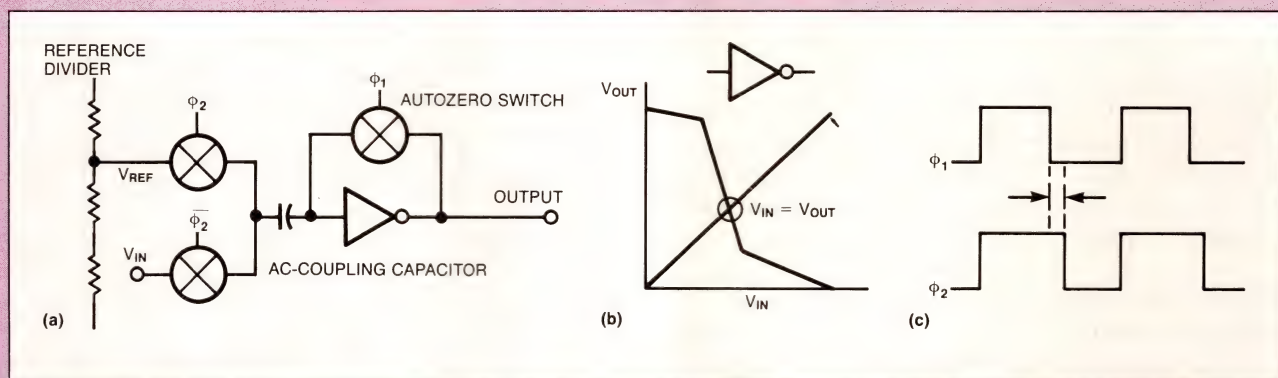 REFERENCE
DIVIDER
ϕ2
ϕ1
AUTOZERO SWITCH
VREF
OUTPUT
ϕ2
VIN
AC-COUPLING CAPACITOR
(a)
VOUT
VIN = VOUT
VIN
(b)
ϕ1
ϕ2
(c)